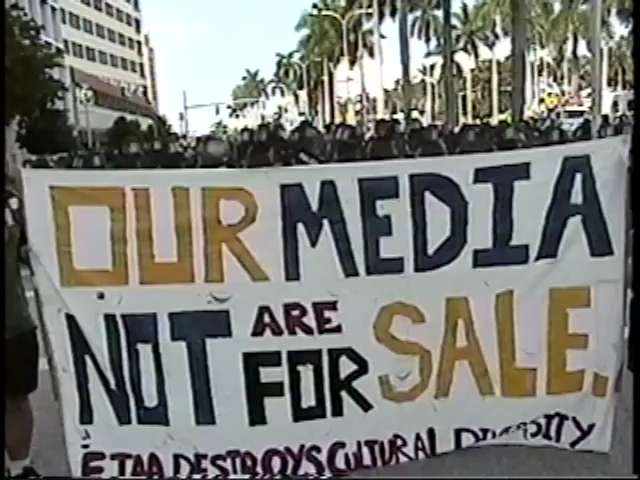 OUR MEDIA
ARE
NOT FOR SALE.
FTAA DESTROYS CULTURAL DIVERSITY